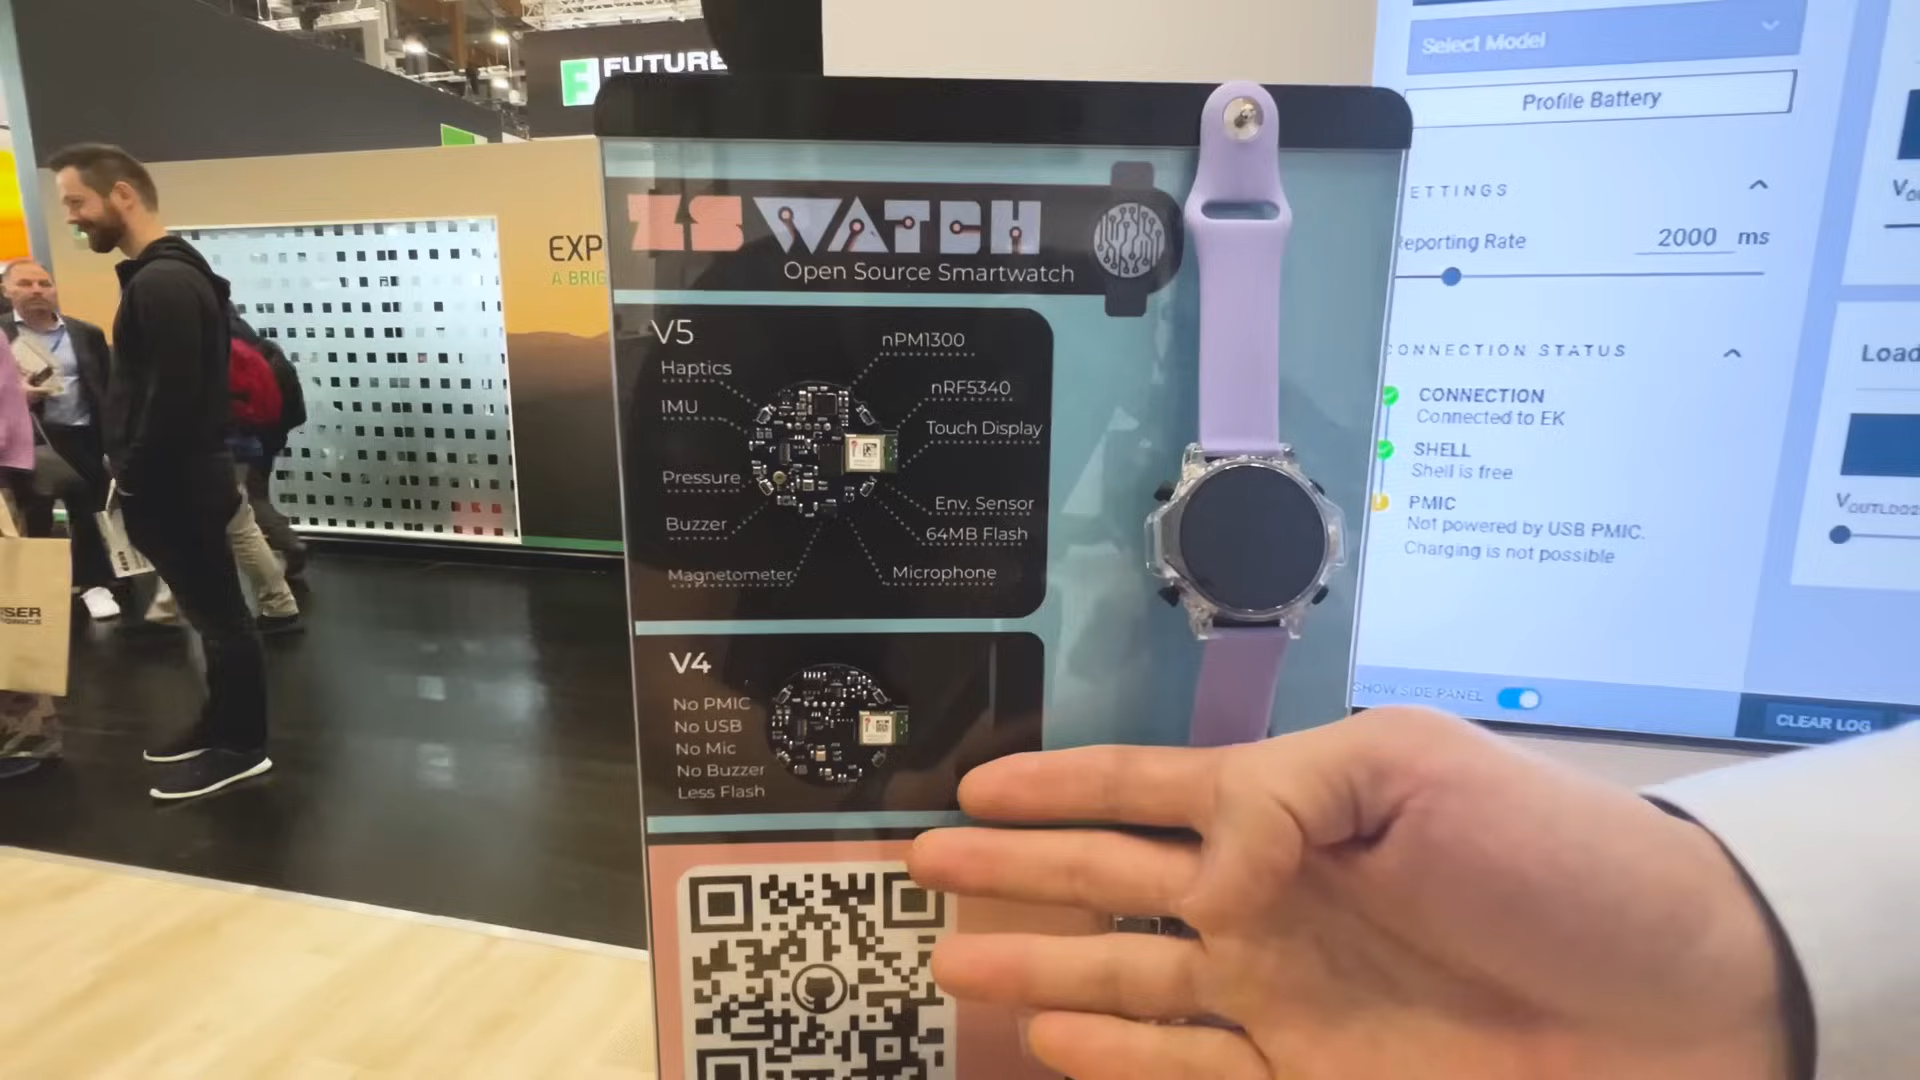 FUTURE
EXP
A BRIG
ZSWATCH
Open Source Smartwatch
V5
nPM1300
Haptics
nRF5340
IMU
Touch Display
Pressure
Env. Sensor
Buzzer
64MB Flash
Magnetometer
Microphone
V4
No PMIC
No USB
No Mic
No Buzzer
Less Flash
Select Model
Profile Battery
ETTINGS
Reporting Rate 2000 ms
CONNECTION STATUS
CONNECTION
Connected to EK
SHELL
Shell is free
PMIC
Not powered by USB PMIC.
Charging is not possible
SHOW SIDE PANEL
CLEAR LOG
Load
VOUTLDO2